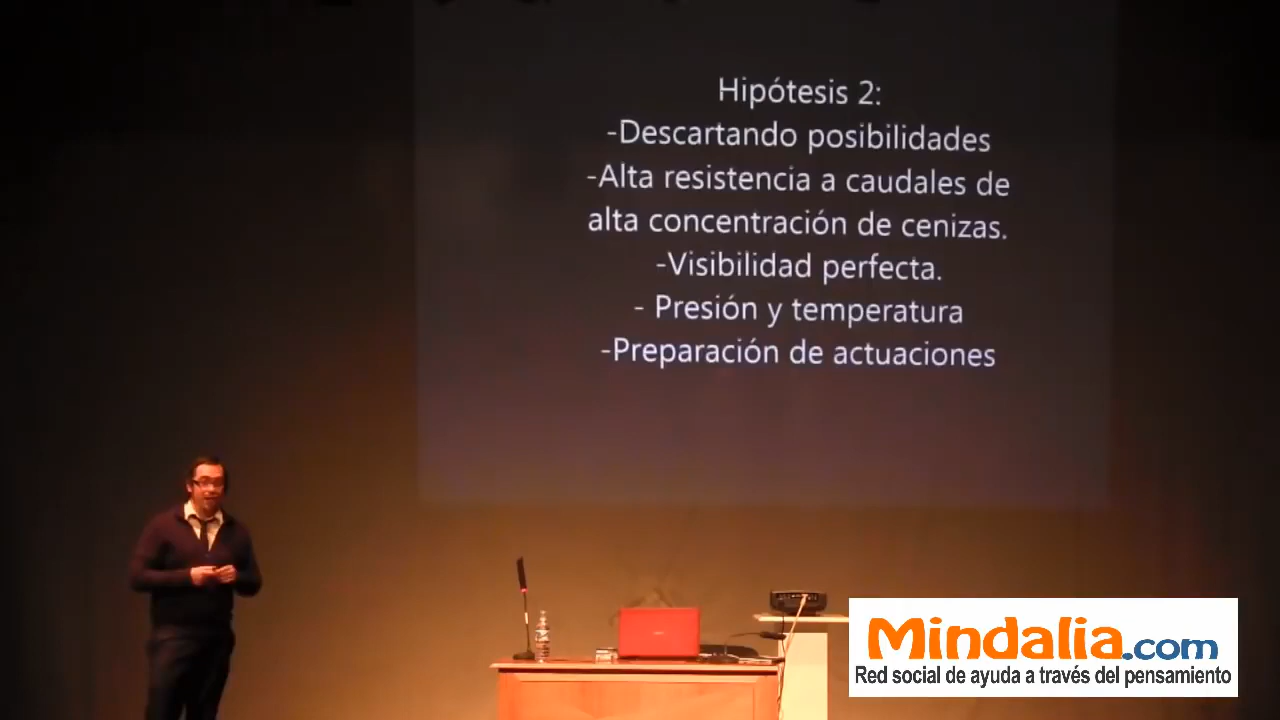 Hipótesis 2:
-Descartando posibilidades
-Alta resistencia a caudales de
alta concentración de cenizas.
-Visibilidad perfecta.
- Presión y temperatura
-Preparación de actuaciones
Mindalia.com
Red social de ayuda a través del pensamiento